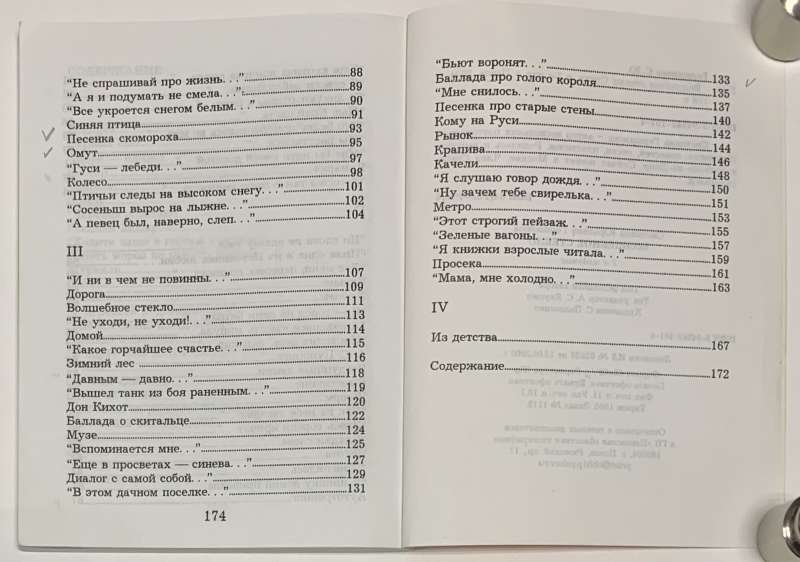 “Не спрашивай про жизнь. . .” 88
“А я и подумать не смела. . .” 89
“Все укроется снегом белым. . .” 90
Синяя птица 91
Песенка скомороха 93
Омут 95
“Гуси — лебеди. . .” 97
Колесо 98
“Птичьи следы на высоком снегу. . .” 101
“Сосеныш вырос на лыжне. . .” 102
“А певец был, наверно, слеп. . .” 104
III
“И ни в чем не повинны. . .” 107
Дорога 109
Волшебное стекло 111
“Не уходи, не уходи!. . .” 113
Домой 114
“Какое горчайшее счастье. . .” 115
Зимний лес 116
“Давным — давно. . .” 118
“Вышел танк из боя раненным. . .” 119
Дон Кихот 120
Баллада о скитальце 122
Музе 124
“Вспоминается мне. . .” 125
“Еще в просветах — синева. . .” 127
Диалог с самой собой. . .” 129
“В этом дачном поселке. . .” 131
174
“Бьют воронят. . .” 133
Баллада про голого короля 135
“Мне снилось. . .” 137
Песенка про старые стены 140
Кому на Руси 142
Рынок 144
Крапива 146
Качели 148
“Я слушаю говор дождя. . .” 150
“Ну зачем тебе свирелька. . .” 151
Метро 153
“Этот строгий пейзаж. . .” 155
“Зеленые вагоны. . .” 157
“Я книжки взрослые читала. . .” 159
Просека 161
“Мама, мне холодно. . .” 163
IV
Из детства 167
Содержание 172